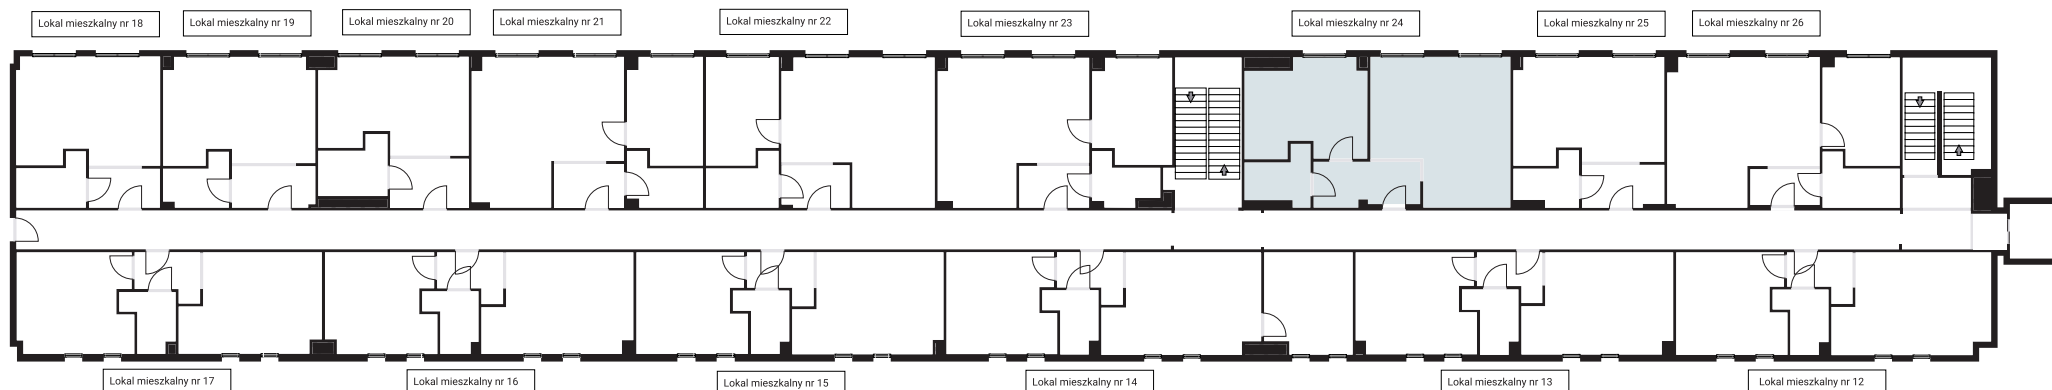 Lokal mieszkalny nr 18
Lokal mieszkalny nr 19
Lokal mieszkalny nr 20
Lokal mieszkalny nr 21
Lokal mieszkalny nr 22
Lokal mieszkalny nr 23
Lokal mieszkalny nr 24
Lokal mieszkalny nr 25
Lokal mieszkalny nr 26
Lokal mieszkalny nr 17
Lokal mieszkalny nr 16
Lokal mieszkalny nr 15
Lokal mieszkalny nr 14
Lokal mieszkalny nr 13
Lokal mieszkalny nr 12